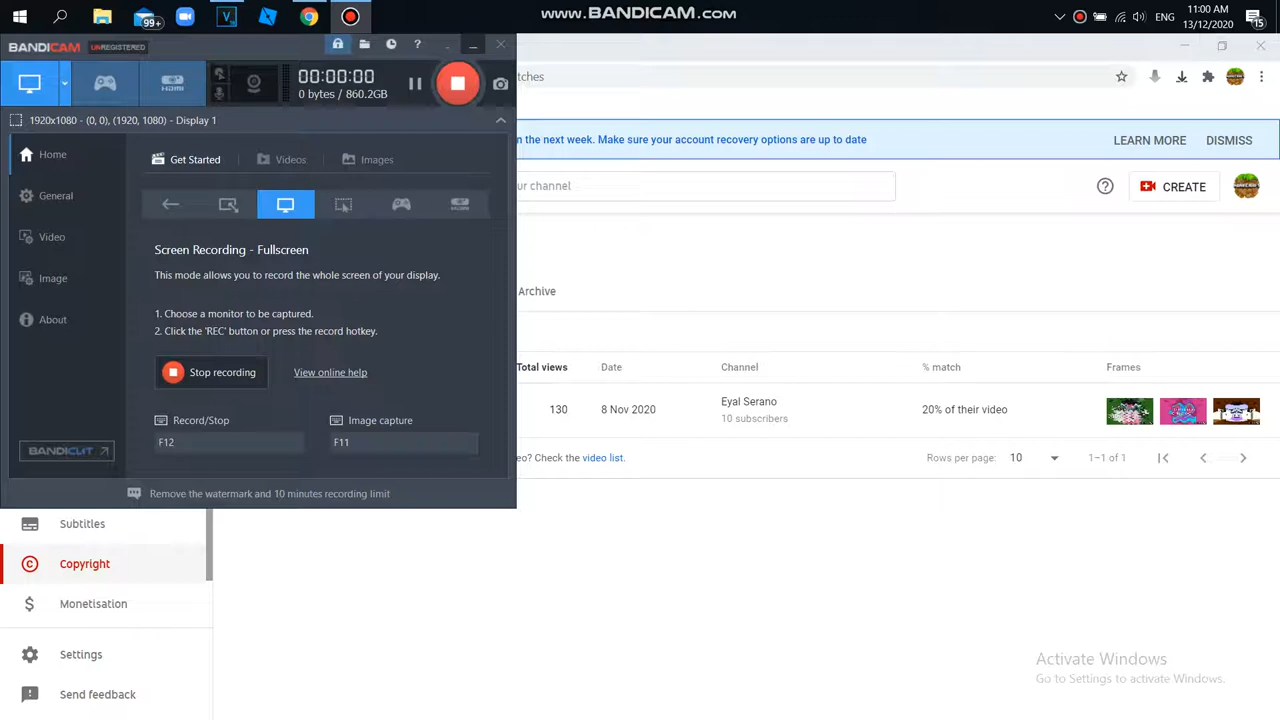 www.BANDICAM.com
99+
ENG
11:00 AM
13/12/2020
15
BANDICAM UNREGISTERED
?
HDMI
00:00:00
0 bytes / 860.2GB
tches
1920x1080 - (0, 0), (1920, 1080) - Display 1
n the next week. Make sure your account recovery options are up to date
LEARN MORE
DISMISS
Home
General
Video
Image
About
Get Started
Videos
Images
ur channel
CREATE
Screen Recording - Fullscreen
This mode allows you to record the whole screen of your display.
1. Choose a monitor to be captured.
2. Click the 'REC' button or press the record hotkey.
Stop recording
View online help
Record/Stop
F12
Image capture
F11
BANDICUT
Remove the watermark and 10 minutes recording limit
Archive
Total views
Date
Channel
% match
Frames
130
8 Nov 2020
Eyal Serano
10 subscribers
20% of their video
eo? Check the video list.
Rows per page:
10
1–1 of 1
Subtitles
Copyright
Monetisation
Settings
Send feedback
Activate Windows
Go to Settings to activate Windows.